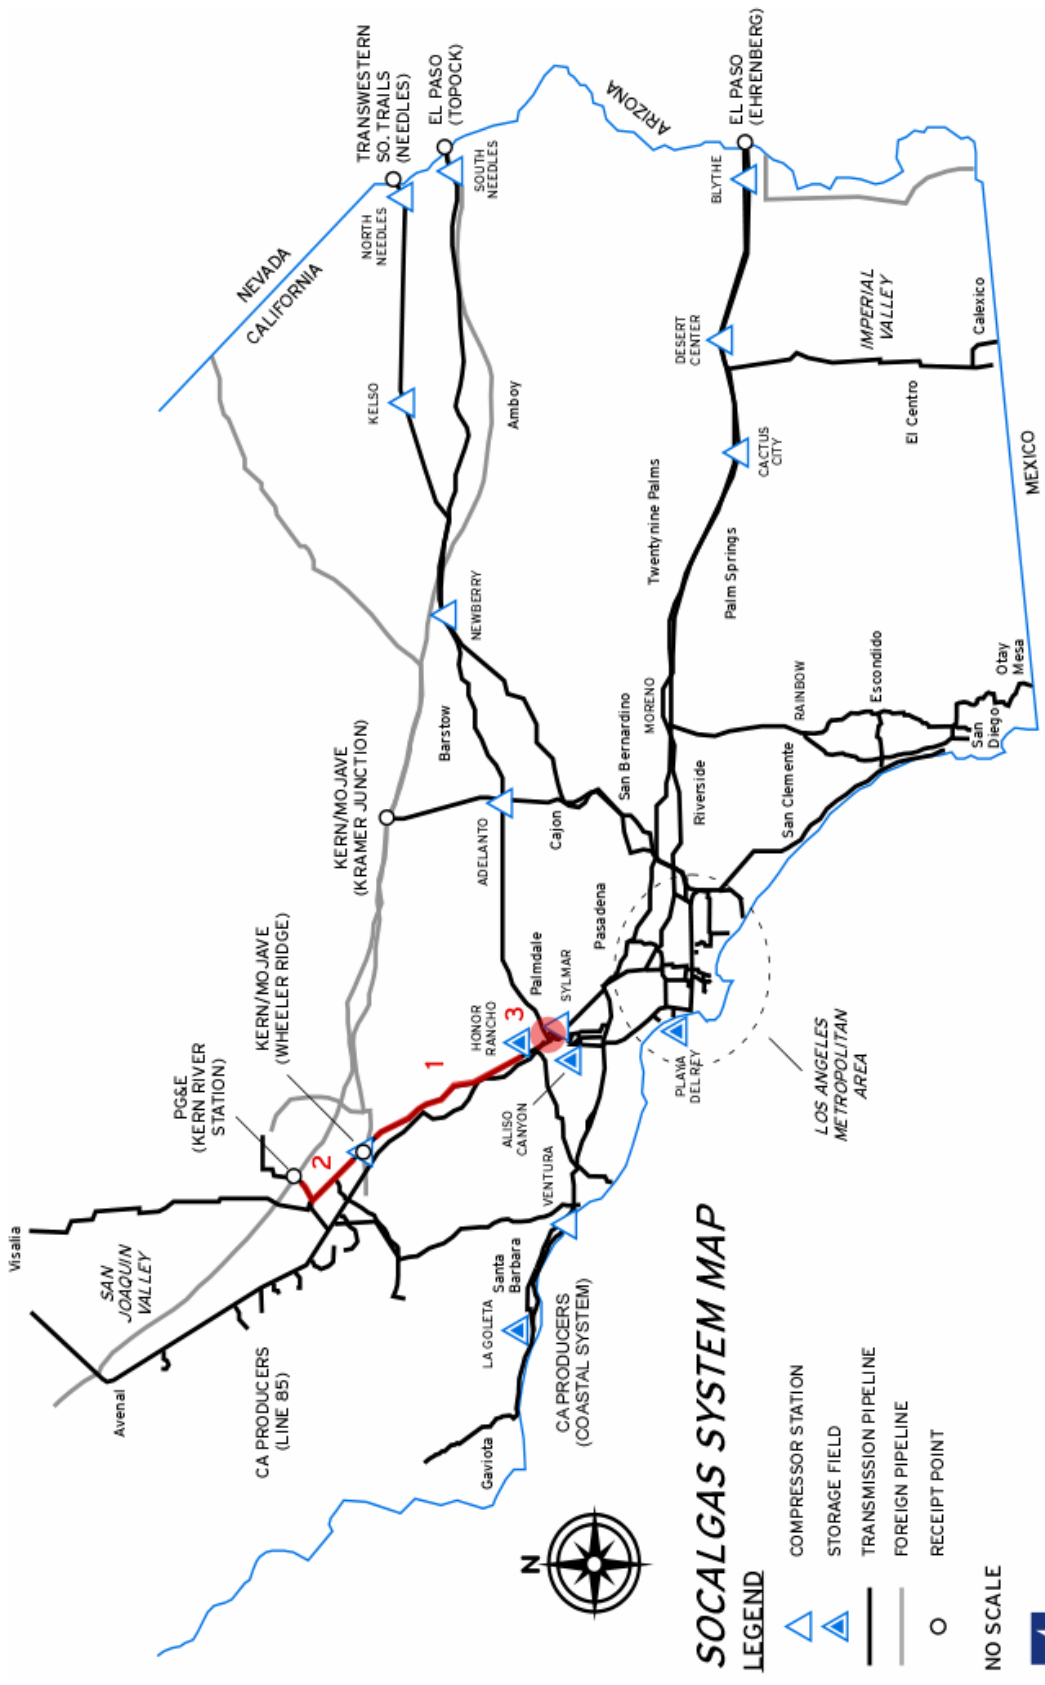 TRANSWESTERN
SO. TRAILS
(NEEDLES)
EL PASO
(TOPOCK)
NORTH
NEEDLES
SOUTH
NEEDLES
NEVADA
CALIFORNIA
ARIZONA
EL PASO
(EHRENBERG)
BLYTHE
KELSO
Amboy
DESERT
CENTER
IMPERIAL
VALLEY
Calexico
El Centro
CACTUS
CITY
MEXICO
Twentynine Palms
Palm Springs
NEWBERRY
Barstow
KERN/MOJAVE
(KRAMER JUNCTION)
ADELANTO
Cajon
San Bernardino
MORENO
Riverside
RAINBOW
Escondido
San Clemente
Otay
Mesa
San
Diego
KERN/MOJAVE
(WHEELER RIDGE)
PG&E
(KERN RIVER
STATION)
HONOR
RANCHO
Palmdale
SYLMAR
Pasadena
1
2
3
ALISO
CANYON
PLAYA
DEL REY
LOS ANGELES
METROPOLITAN
AREA
VENTURA
Visalia
SAN
JOAQUIN
VALLEY
Avenal
CA PRODUCERS
(LINE 85)
Santa
Barbara
LA GOLETA
CA PRODUCERS
(COASTAL SYSTEM)
Gaviota
N
SOCALGAS SYSTEM MAP
LEGEND
COMPRESSOR STATION
STORAGE FIELD
TRANSMISSION PIPELINE
FOREIGN PIPELINE
RECEIPT POINT
NO SCALE